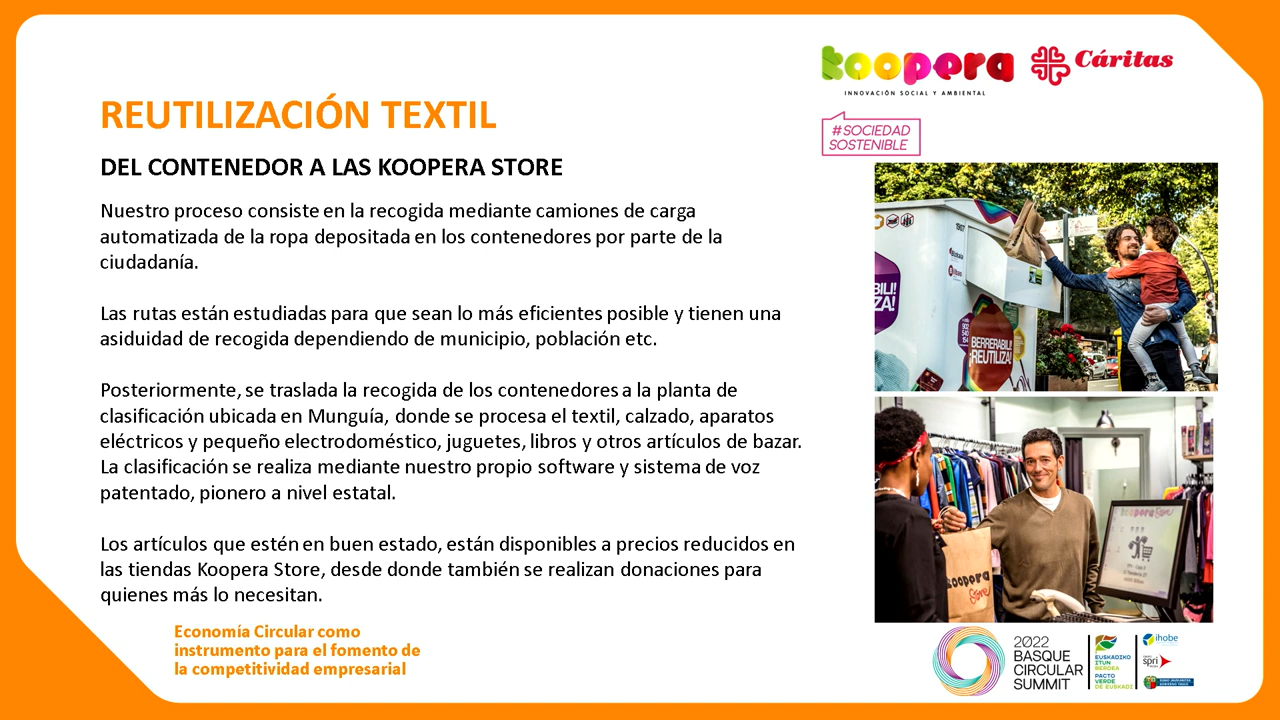 koopera
INNOVACIÓN SOCIAL Y AMBIENTAL
Cáritas
#SOCIEDAD
SOSTENIBLE
REUTILIZACIÓN TEXTIL
DEL CONTENEDOR A LAS KOOPERA STORE
Nuestro proceso consiste en la recogida mediante camiones de carga
automatizada de la ropa depositada en los contenedores por parte de la
ciudadanía.
Las rutas están estudiadas para que sean lo más eficientes posible y tienen una
asiduidad de recogida dependiendo de municipio, población etc.
Posteriormente, se traslada la recogida de los contenedores a la planta de
clasificación ubicada en Munguía, donde se procesa el textil, calzado, aparatos
eléctricos y pequeño electrodoméstico, juguetes, libros y otros artículos de bazar.
La clasificación se realiza mediante nuestro propio software y sistema de voz
patentado, pionero a nivel estatal.
Los artículos que estén en buen estado, están disponibles a precios reducidos en
las tiendas Koopera Store, desde donde también se realizan donaciones para
quienes más lo necesitan.
1907
BERRERABILI!
¡REUTILIZA!
koopera
Store
koopera Store
Economía Circular como
instrumento para el fomento de
la competitividad empresarial
2022
BASQUE
CIRCULAR
SUMMIT
EUSKADIKO
ITUN
BERDEA
PACTO
VERDE
DE EUSKADI
ihobe
spri